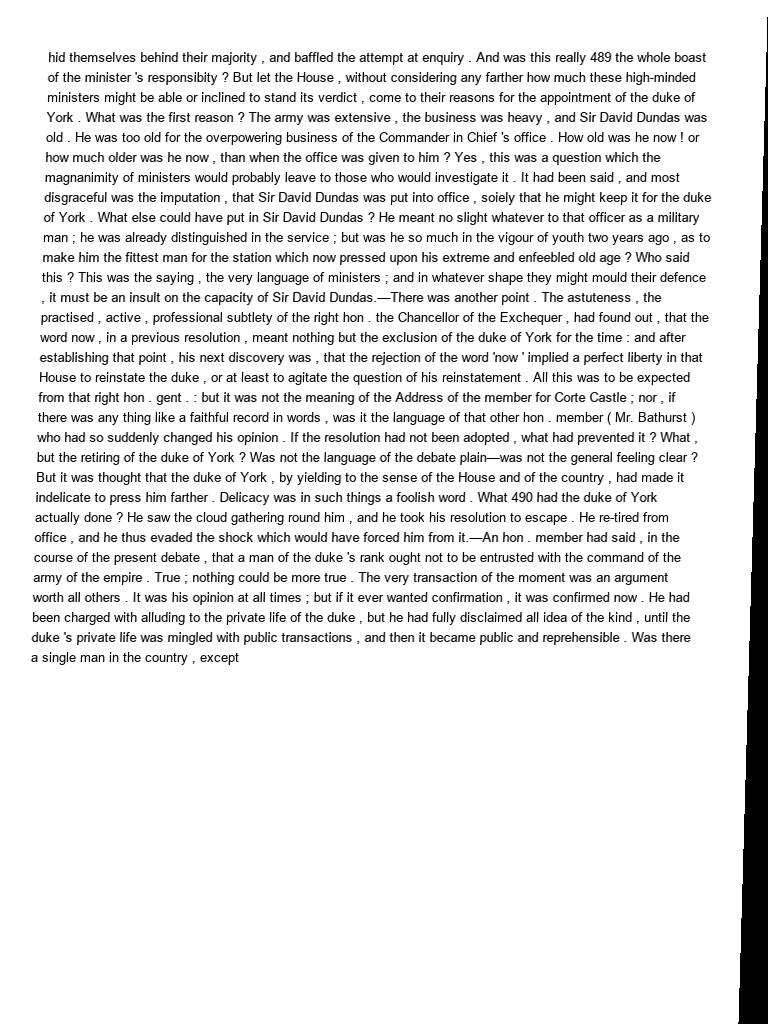 hid themselves behind their majority , and baffled the attempt at enquiry . And was this really 489 the whole boast
of the minister 's responsibity ? But let the House , without considering any farther how much these high-minded
ministers might be able or inclined to stand its verdict , come to their reasons for the appointment of the duke of
York . What was the first reason ? The army was extensive , the business was heavy , and Sir David Dundas was
old . He was too old for the overpowering business of the Commander in Chief 's office . How old was he now ! or
how much older was he now , than when the office was given to him ? Yes , this was a question which the
magnanimity of ministers would probably leave to those who would investigate it . It had been said , and most
disgraceful was the imputation , that Sir David Dundas was put into office , soiely that he might keep it for the duke
of York . What else could have put in Sir David Dundas ? He meant no slight whatever to that officer as a military
man ; he was already distinguished in the service ; but was he so much in the vigour of youth two years ago , as to
make him the fittest man for the station which now pressed upon his extreme and enfeebled old age ? Who said
this ? This was the saying , the very language of ministers ; and in whatever shape they might mould their defence
, it must be an insult on the capacity of Sir David Dundas.—There was another point . The astuteness , the
practised , active , professional subtlety of the right hon . the Chancellor of the Exchequer , had found out , that the
word now , in a previous resolution , meant nothing but the exclusion of the duke of York for the time : and after
establishing that point , his next discovery was , that the rejection of the word 'now ' implied a perfect liberty in that
House to reinstate the duke , or at least to agitate the question of his reinstatement . All this was to be expected
from that right hon . gent . : but it was not the meaning of the Address of the member for Corte Castle ; nor , if
there was any thing like a faithful record in words , was it the language of that other hon . member ( Mr. Bathurst )
who had so suddenly changed his opinion . If the resolution had not been adopted , what had prevented it ? What ,
but the retiring of the duke of York ? Was not the language of the debate plain—was not the general feeling clear ?
But it was thought that the duke of York , by yielding to the sense of the House and of the country , had made it
indelicate to press him farther . Delicacy was in such things a foolish word . What 490 had the duke of York
actually done ? He saw the cloud gathering round him , and he took his resolution to escape . He re-tired from
office , and he thus evaded the shock which would have forced him from it.—An hon . member had said , in the
course of the present debate , that a man of the duke 's rank ought not to be entrusted with the command of the
army of the empire . True ; nothing could be more true . The very transaction of the moment was an argument
worth all others . It was his opinion at all times ; but if it ever wanted confirmation , it was confirmed now . He had
been charged with alluding to the private life of the duke , but he had fully disclaimed all idea of the kind , until the
duke 's private life was mingled with public transactions , and then it became public and reprehensible . Was there
a single man in the country , except